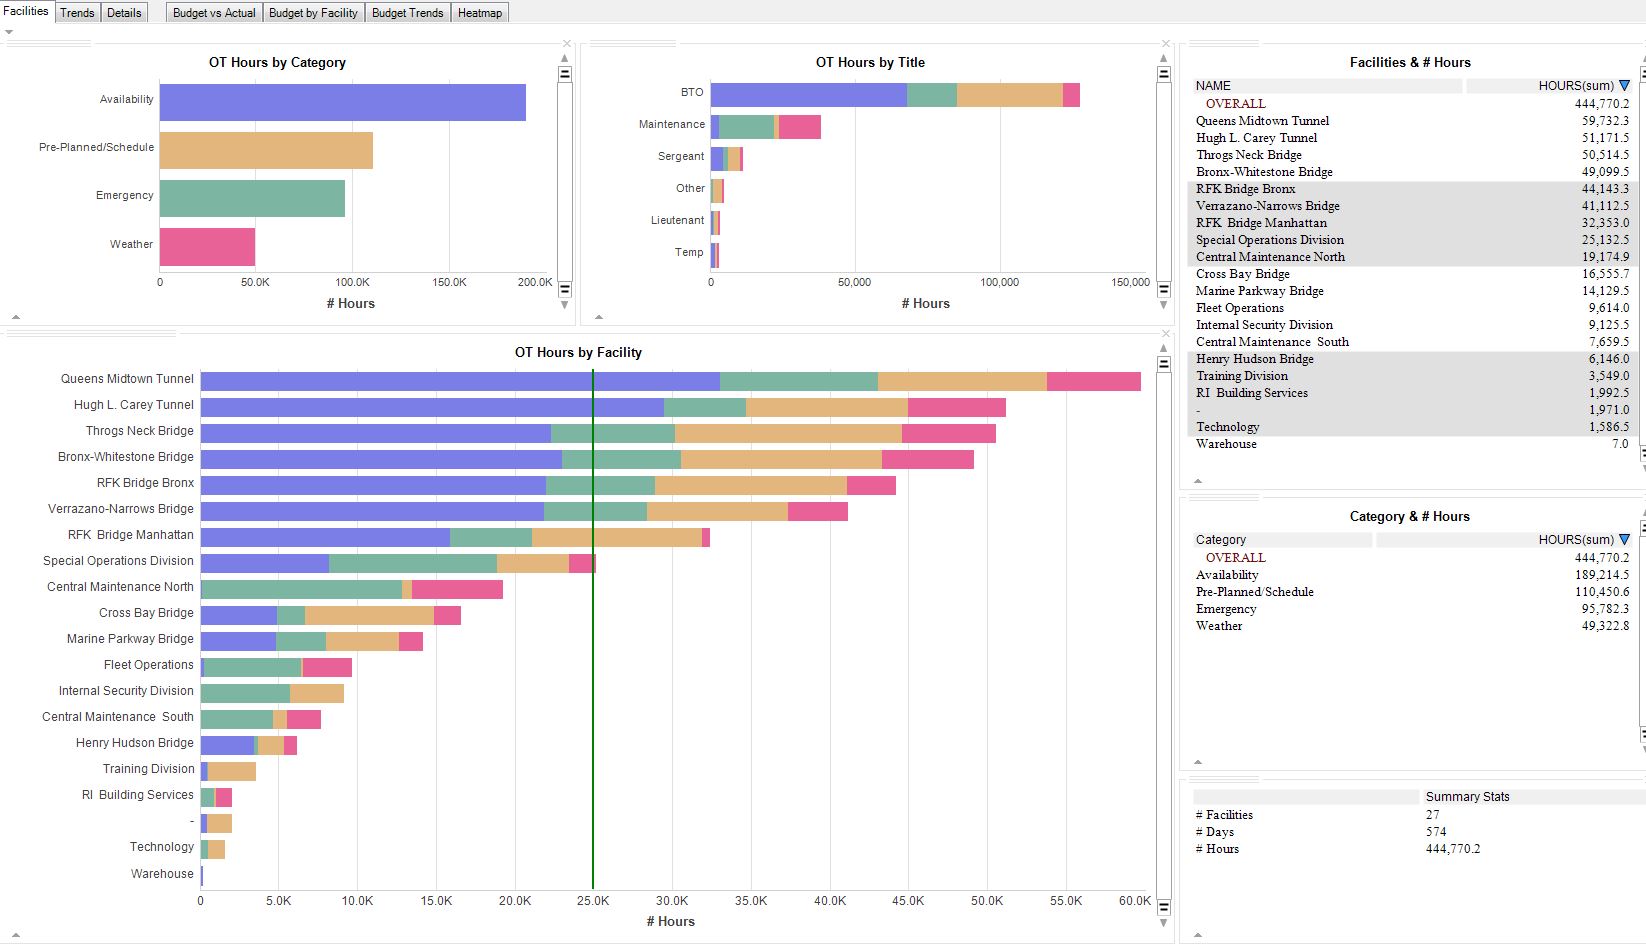 Facilities Trends Details Budget vs Actual Budget by Facility Budget Trends Heatmap
OT Hours by Category
Availability
Pre-Planned/Schedule
Emergency
Weather
0 50.0K 100.0K 150.0K 200.0K
# Hours
OT Hours by Title
BTO
Maintenance
Sergeant
Other
Lieutenant
Temp
0 50,000 100,000 150,000
# Hours
OT Hours by Facility
Queens Midtown Tunnel
Hugh L. Carey Tunnel
Throgs Neck Bridge
Bronx-Whitestone Bridge
RFK Bridge Bronx
Verrazano-Narrows Bridge
RFK  Bridge Manhattan
Special Operations Division
Central Maintenance North
Cross Bay Bridge
Marine Parkway Bridge
Fleet Operations
Internal Security Division
Central Maintenance  South
Henry Hudson Bridge
Training Division
RI  Building Services
-
Technology
Warehouse
0 5.0K 10.0K 15.0K 20.0K 25.0K 30.0K 35.0K 40.0K 45.0K 50.0K 55.0K 60.0K
# Hours
Facilities & # Hours
NAME HOURS(sum)
OVERALL 444,770.2
Queens Midtown Tunnel 59,732.3
Hugh L. Carey Tunnel 51,171.5
Throgs Neck Bridge 50,514.5
Bronx-Whitestone Bridge 49,099.5
RFK Bridge Bronx 44,143.3
Verrazano-Narrows Bridge 41,112.5
RFK  Bridge Manhattan 32,353.0
Special Operations Division 25,132.5
Central Maintenance North 19,174.9
Cross Bay Bridge 16,555.7
Marine Parkway Bridge 14,129.5
Fleet Operations 9,614.0
Internal Security Division 9,125.5
Central Maintenance  South 7,659.5
Henry Hudson Bridge 6,146.0
Training Division 3,549.0
RI  Building Services 1,992.5
- 1,971.0
Technology 1,586.5
Warehouse 7.0
Category & # Hours
Category HOURS(sum)
OVERALL 444,770.2
Availability 189,214.5
Pre-Planned/Schedule 110,450.6
Emergency 95,782.3
Weather 49,322.8
Summary Stats
# Facilities 27
# Days 574
# Hours 444,770.2